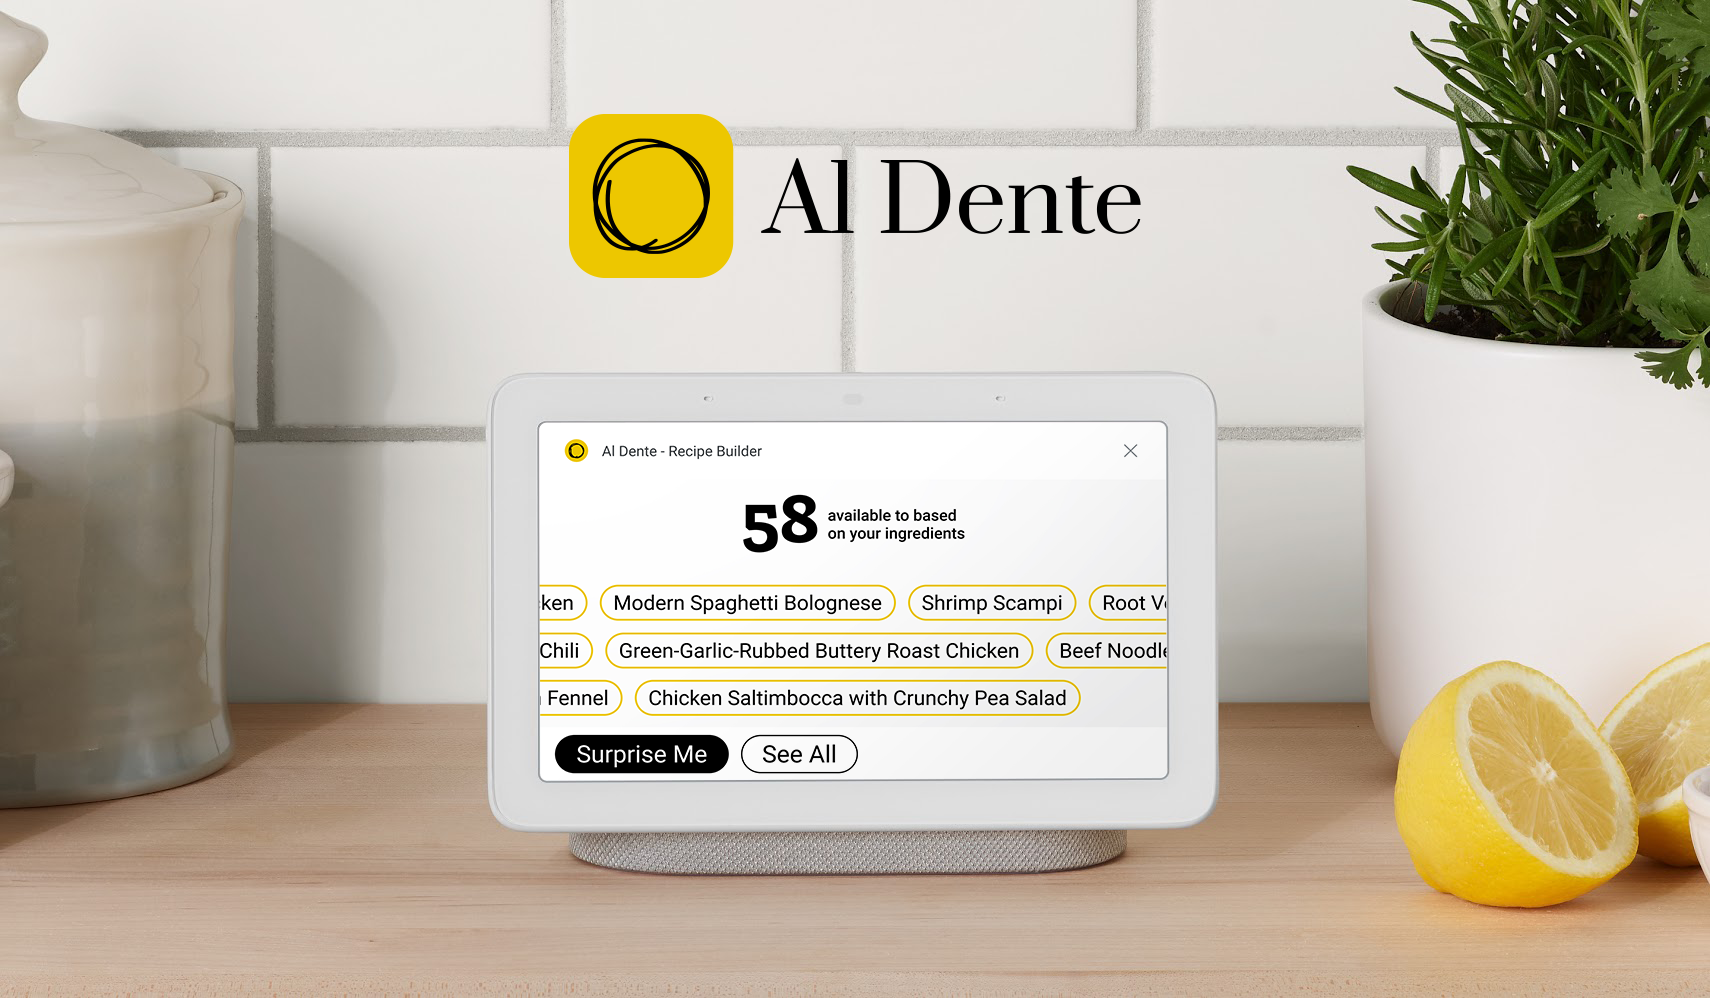 Al Dente
Al Dente - Recipe Builder
58
available to based
on your ingredients
ken
Modern Spaghetti Bolognese
Shrimp Scampi
Root
Chili
Green-Garlic-Rubbed Buttery Roast Chicken
Beef Noodle
Fennel
Chicken Saltimbocca with Crunchy Pea Salad
Surprise Me
See All